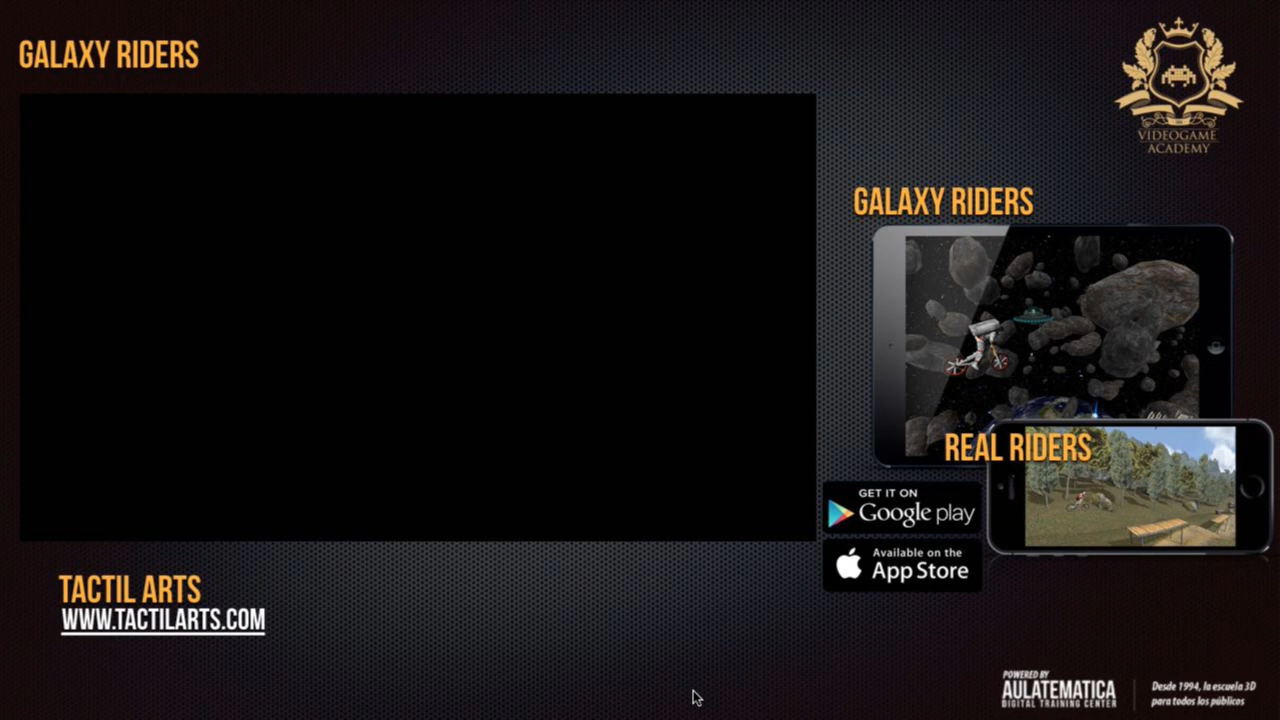 GALAXY RIDERS
VIDEOGAME
ACADEMY
GALAXY RIDERS
REAL RIDERS
GET IT ON
Google play
Available on the
App Store
TACTIL ARTS
WWW.TACTILARTS.COM
POWERED BY
AULATEMATICA
DIGITAL TRAINING CENTER
Desde 1994, la escuela 3D
para todos los públicos